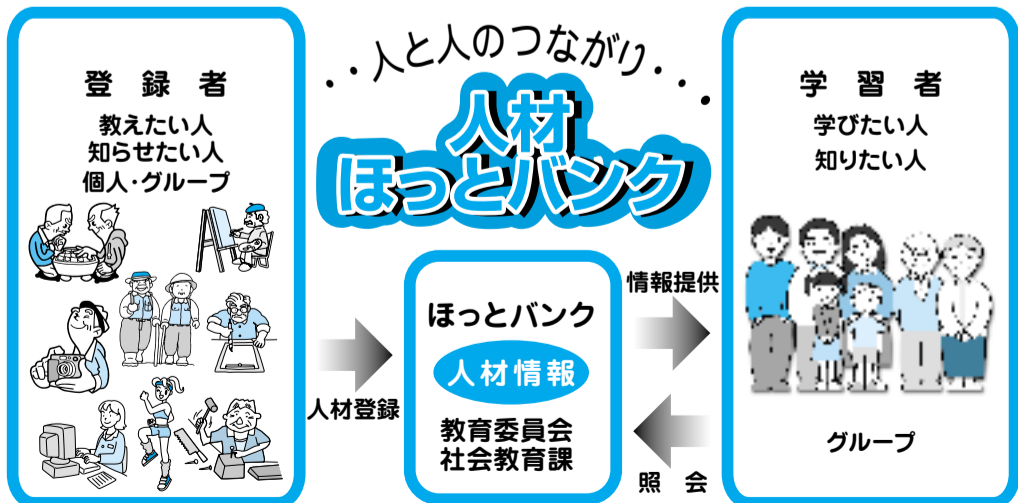 ・・人と人のつながり・・・
人材
ほっとバンク
登録者
教えたい人
知らせたい人
個人・グループ
人材登録
ほっとバンク
人材情報
教育委員会
社会教育課
情報提供
照会
学習者
学びたい人
知りたい人
グループ